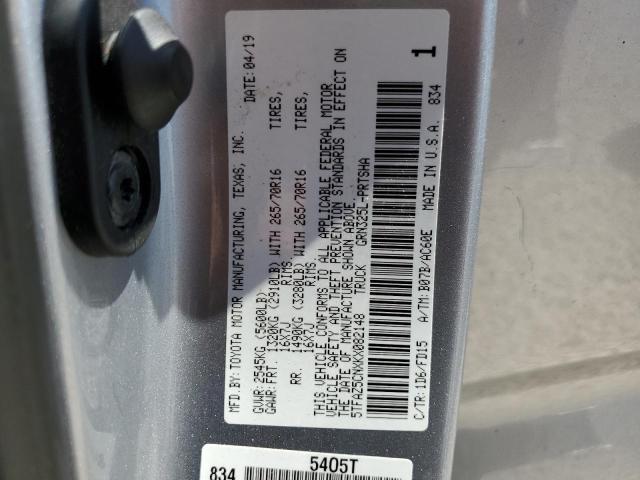 MFD.BY: TOYOTA MOTOR MANUFACTURING, TEXAS, INC. DATE: 04/19
GVWR: 2545KG (5600LB)
GAWR: FRT. 1320KG (2910LB) WITH 265/70R16 TIRES,
16X7J RIMS.
RR. 1490KG (3280LB) WITH 265/70R16 TIRES,
16X7J RIMS.
THIS VEHICLE CONFORMS TO ALL APPLICABLE FEDERAL MOTOR
VEHICLE SAFETY AND THEFT PREVENTION STANDARDS IN EFFECT ON
THE DATE OF MANUFACTURE SHOWN ABOVE.
5TFAZ5CNXKX082148 TRUCK GRN325L-PRTSHA
C/TR: 1D6/FD15 A/TM: B07B/AC60E MADE IN U.S.A. 834
1
834
5405T